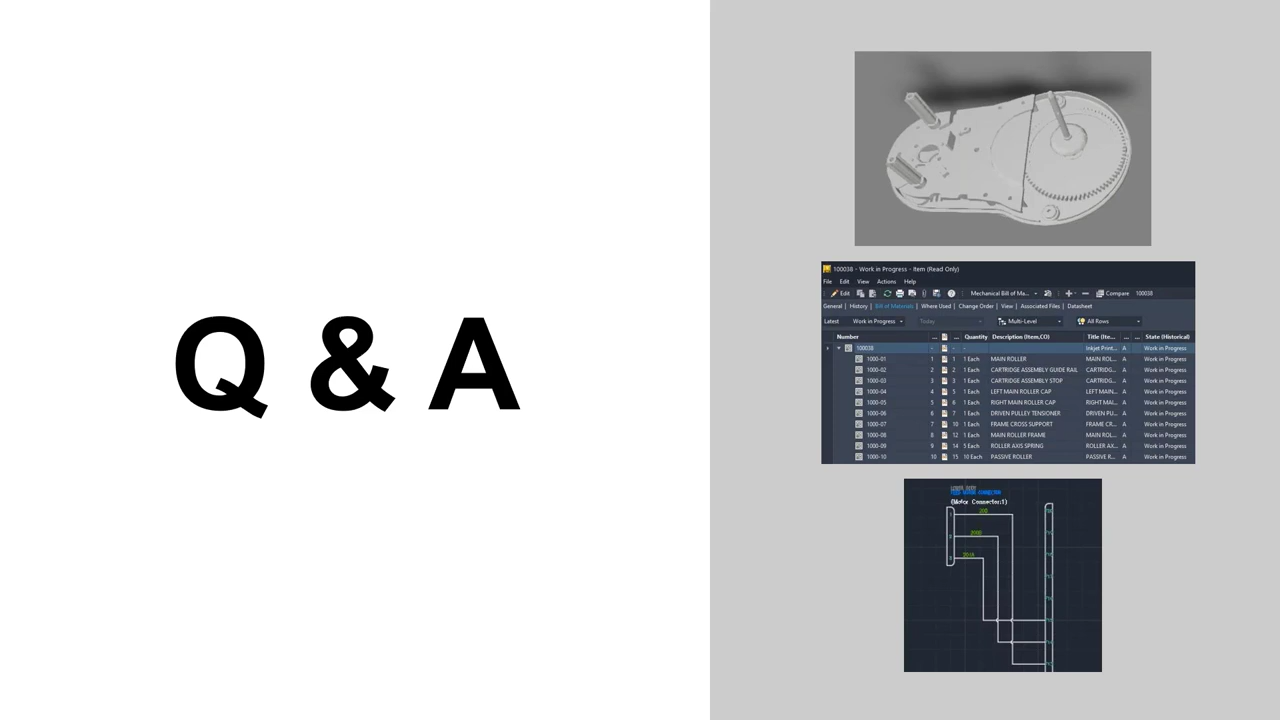 Q & A
100038 - Work in Progress - Item (Read Only)
File Edit View Actions Help
Edit Mechanical Bill of Ma... Compare 100038
General | History | Bill of Materials | Where Used | Change Order | View | Associated Files | Datasheet
Latest Work in Progress Today Multi-Level All Rows
Number ... ... Quantity Description (Item,CO) Title (Ite... ... ... State (Historical)
100038 - - - Inkjet Print... A Work in Progress
1000-01 1 1 1 Each MAIN ROLLER MAIN ROL... A Work in Progress
1000-02 2 2 1 Each CARTRIDGE ASSEMBLY GUIDE RAIL CARTRIDG... A Work in Progress
1000-03 3 3 1 Each CARTRIDGE ASSEMBLY STOP CARTRIDG... A Work in Progress
1000-04 4 4 1 Each LEFT MAIN ROLLER CAP LEFT MAIN... A Work in Progress
1000-05 5 6 1 Each RIGHT MAIN ROLLER CAP RIGHT MAI... A Work in Progress
1000-06 6 7 1 Each DRIVEN PULLEY TENSIONER DRIVEN PU... A Work in Progress
1000-07 7 10 1 Each FRAME CROSS SUPPORT FRAME CR... A Work in Progress
1000-08 8 12 1 Each MAIN ROLLER FRAME MAIN ROL... A Work in Progress
1000-09 9 14 5 Each ROLLER AXIS SPRING ROLLER AX... A Work in Progress
1000-10 10 15 10 Each PASSIVE ROLLER PASSIVE R... A Work in Progress
FEED MOTOR CONNECTOR
(Motor Connector:1)